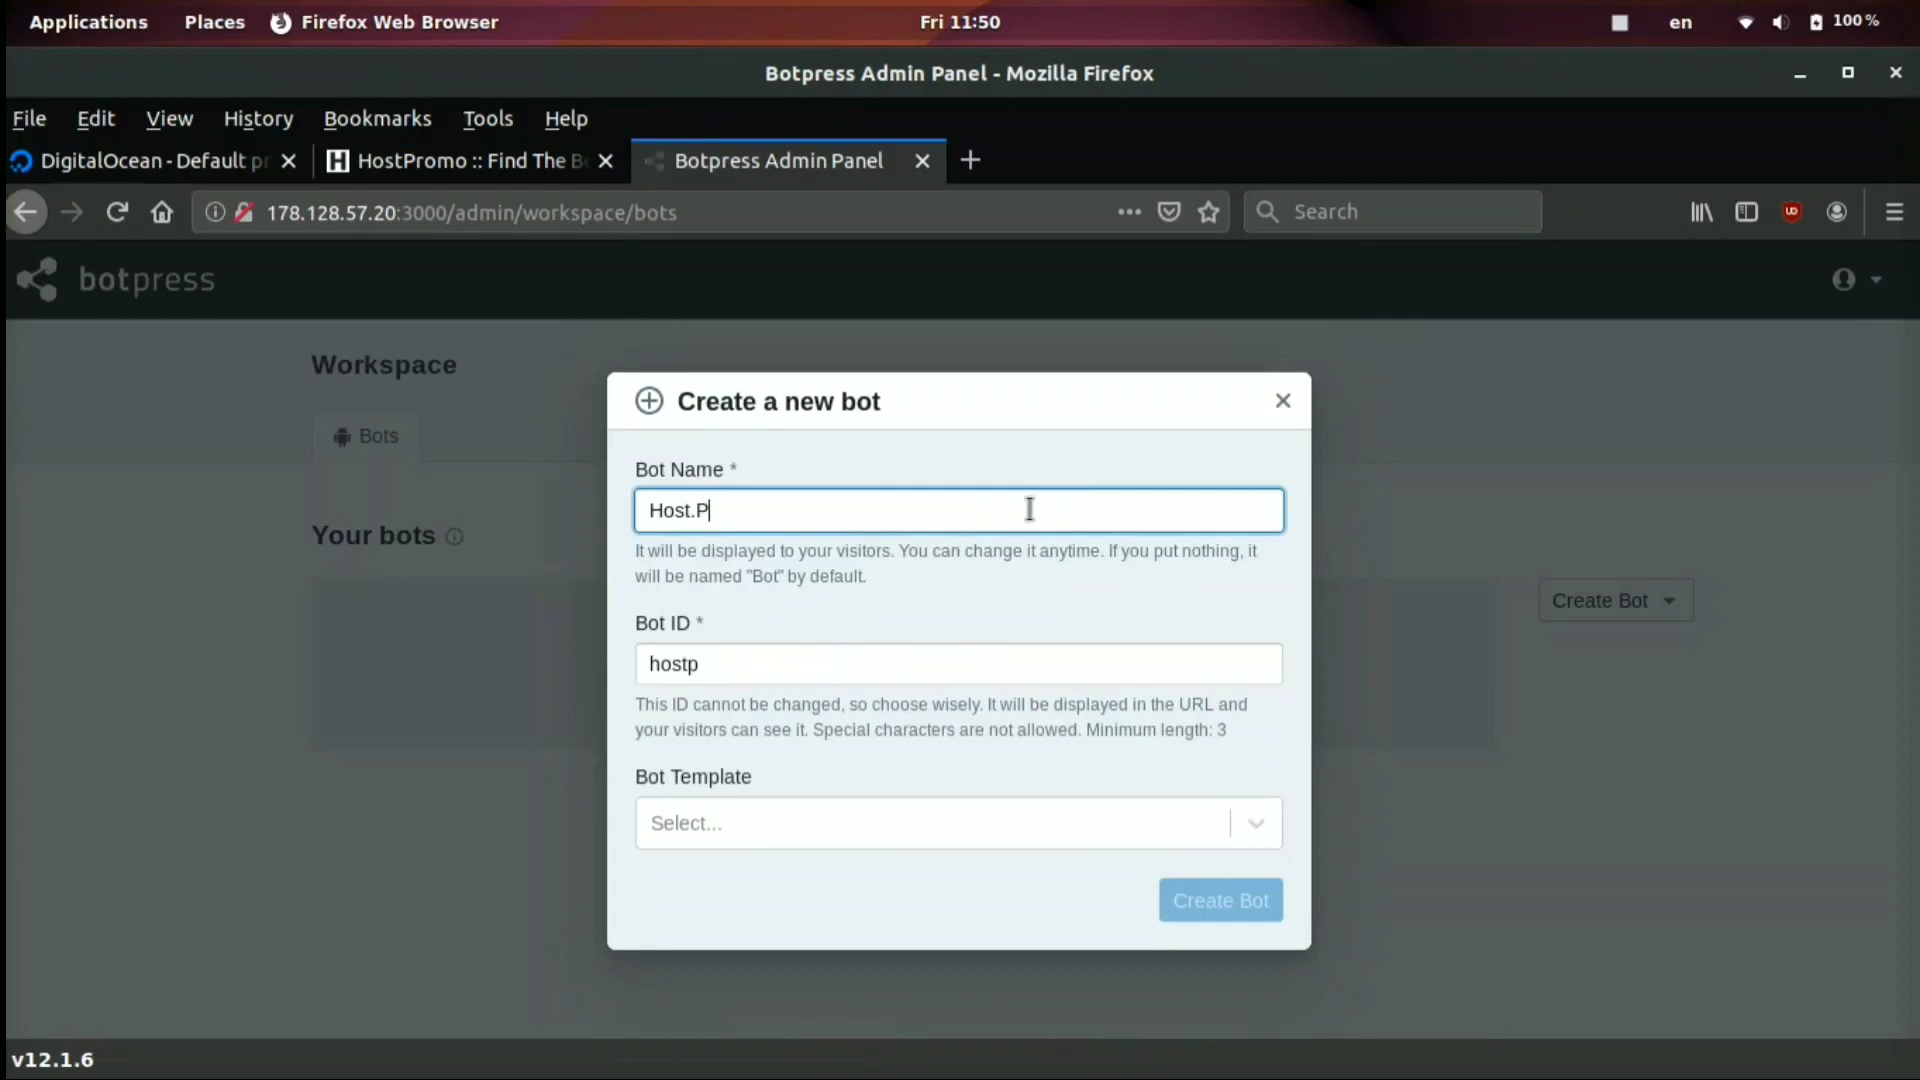 Applications Places Firefox Web Browser Fri 11:50 en 100%
Botpress Admin Panel - Mozilla Firefox
File Edit View History Bookmarks Tools Help
DigitalOcean - Default pr HostPromo :: Find The Be Botpress Admin Panel
178.128.57.20:3000/admin/workspace/bots Search
botpress
Workspace
Bots
Your bots
Create Bot
Create a new bot
Bot Name *
Host.P
It will be displayed to your visitors. You can change it anytime. If you put nothing, it
will be named "Bot" by default.
Bot ID *
hostp
This ID cannot be changed, so choose wisely. It will be displayed in the URL and
your visitors can see it. Special characters are not allowed. Minimum length: 3
Bot Template
Select...
Create Bot
v12.1.6